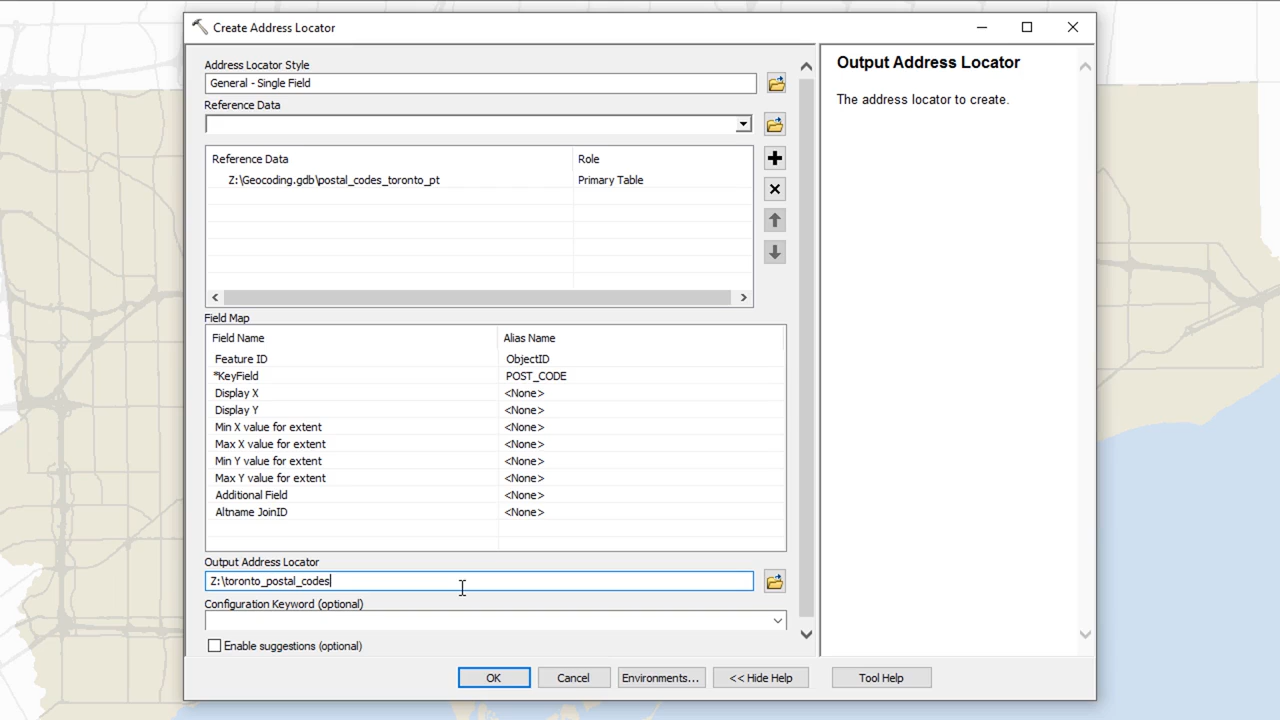 Create Address Locator
Address Locator Style
General - Single Field
Reference Data
Reference Data Role
Z:\Geocoding.gdb\postal_codes_toronto_pt Primary Table
Field Map
Field Name Alias Name
Feature ID ObjectID
*KeyField POST_CODE
Display X <None>
Display Y <None>
Min X value for extent <None>
Max X value for extent <None>
Min Y value for extent <None>
Max Y value for extent <None>
Additional Field <None>
Altname JoinID <None>
Output Address Locator
Z:\toronto_postal_codes
Configuration Keyword (optional)
Enable suggestions (optional)
OK Cancel Environments... << Hide Help Tool Help
Output Address Locator
The address locator to create.